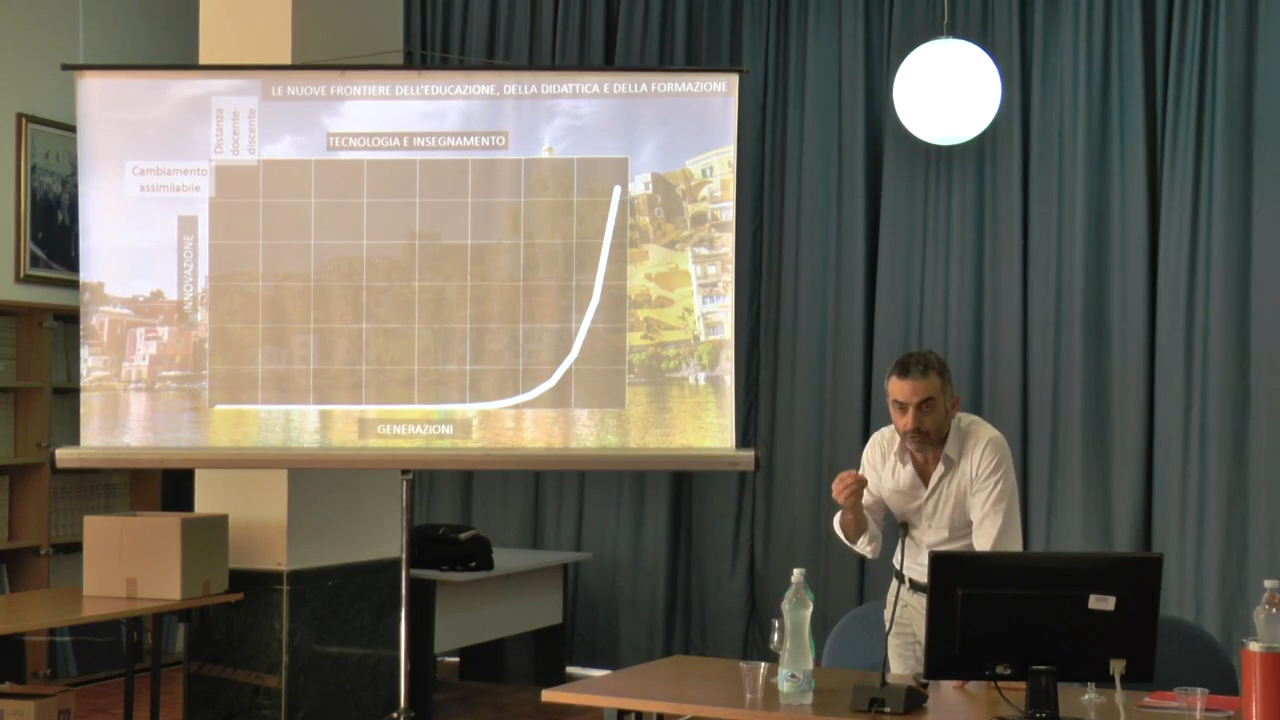 LE NUOVE FRONTIERE DELL'EDUCAZIONE, DELLA DIDATTICA E DELLA FORMAZIONE
Distanza
docente-
discente
TECNOLOGIA E INSEGNAMENTO
Cambiamento
assimilabile
INNOVAZIONE
GENERAZIONI